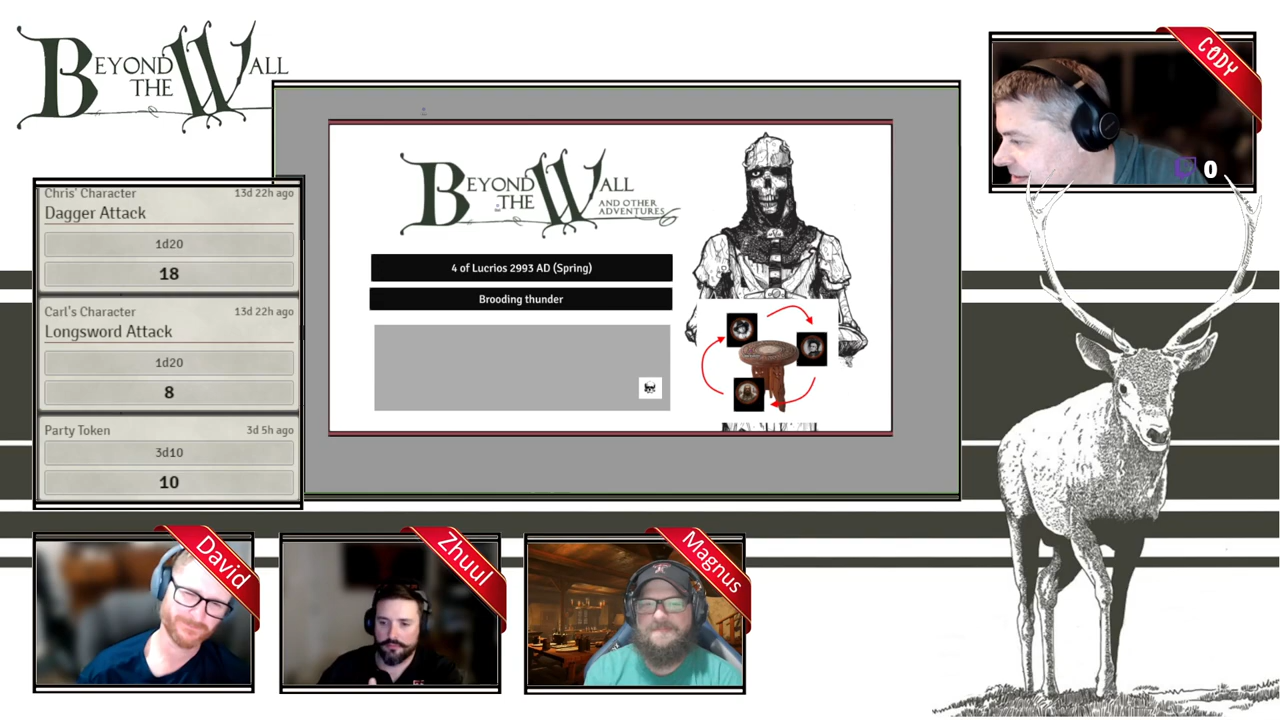 BEYOND
THE WALL
CODY
0
BEYOND
THE WALL
AND OTHER
ADVENTURES
4 of Lucrios 2993 AD (Spring)
Brooding thunder
Chris' Character 13d 22h ago
Dagger Attack
1d20
18
Carl's Character 13d 22h ago
Longsword Attack
1d20
8
Party Token 3d 5h ago
3d10
10
David
Zhuul
Magnus